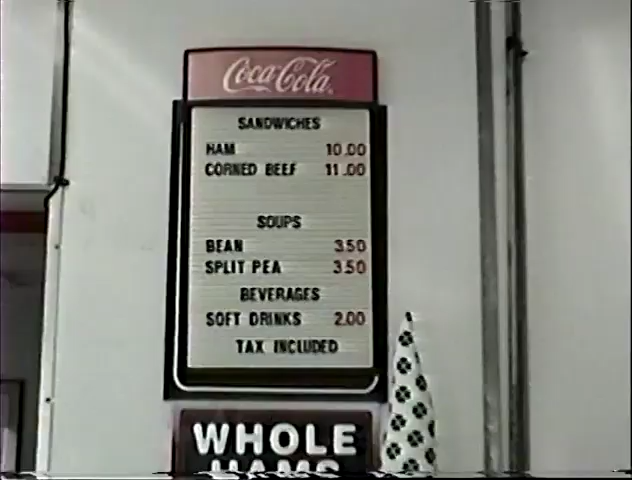 Coca-Cola
SANDWICHES
HAM 10.00
CORNED BEEF 11.00
SOUPS
BEAN 3.50
SPLIT PEA 3.50
BEVERAGES
SOFT DRINKS 2.00
TAX INCLUDED
WHOLE
HAMS